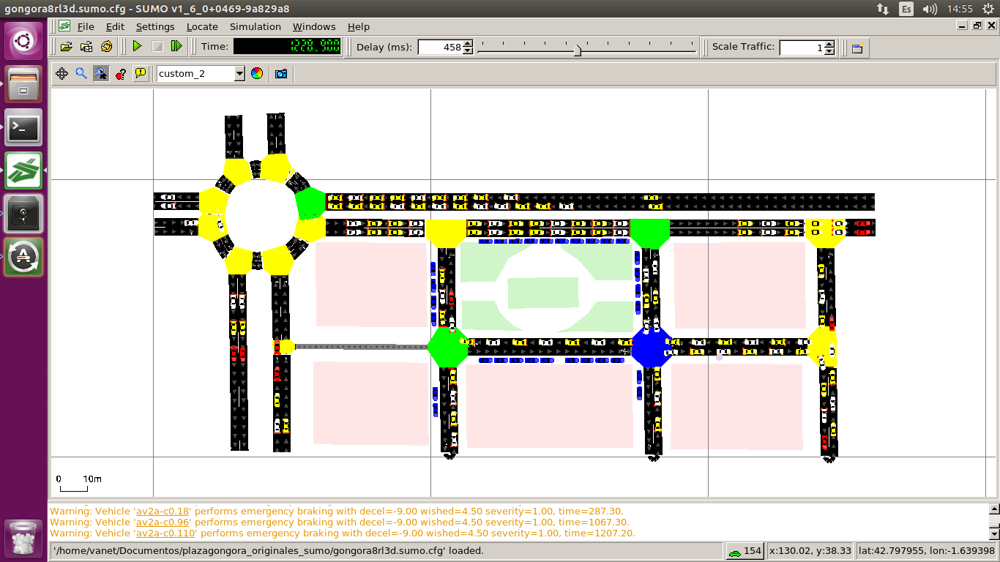 gongora8rl3d.sumo.cfg - SUMO v1_6_0+0469-9a829a8
Es
14:55
File Edit Settings Locate Simulation Windows Help
Time:
Delay (ms): 458
Scale Traffic: 1
custom_2
0 10m
Warning: Vehicle 'av2a-c0.18' performs emergency braking with decel=-9.00 wished=4.50 severity=1.00, time=287.30.
Warning: Vehicle 'av2a-c0.96' performs emergency braking with decel=-9.00 wished=4.50 severity=1.00, time=1067.30.
Warning: Vehicle 'av2a-c0.110' performs emergency braking with decel=-9.00 wished=4.50 severity=1.00, time=1207.20.
'/home/vanet/Documentos/plazagongora_originales_sumo/gongora8rl3d.sumo.cfg' loaded.
154
x:130.02, y:38.33
lat:42.797955, lon:-1.639398